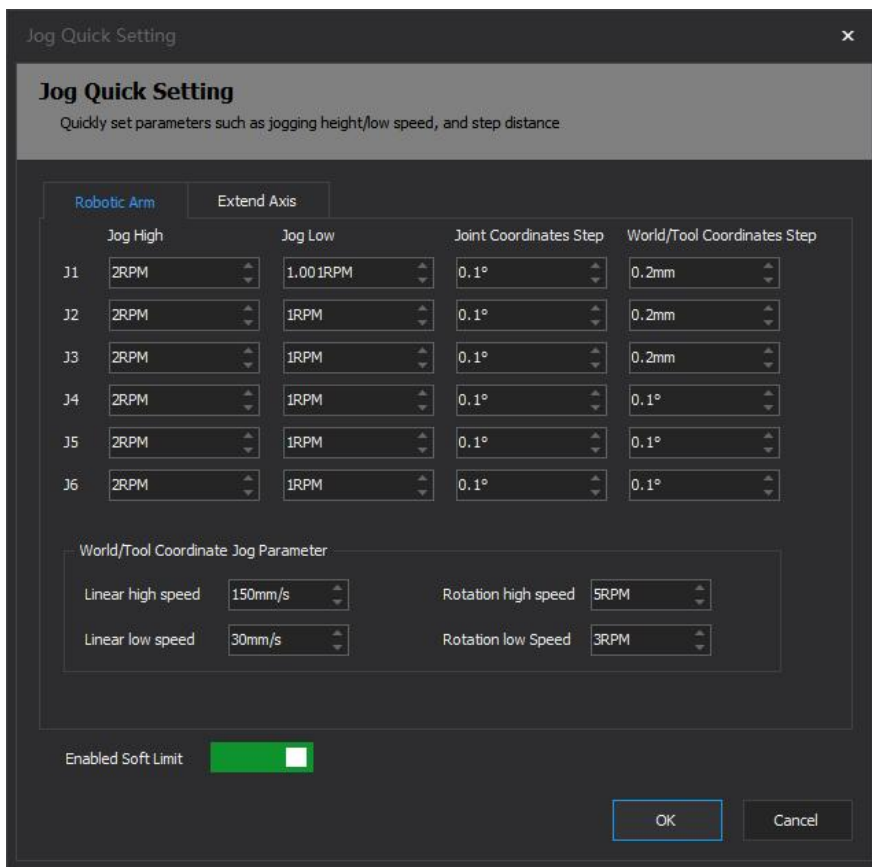 Jog Quick Setting
Jog Quick Setting
Quickly set parameters such as jogging height/low speed, and step distance
Robotic Arm Extend Axis
Jog High Jog Low Joint Coordinates Step World/Tool Coordinates Step
J1 2RPM 1.001RPM 0.1° 0.2mm
J2 2RPM 1RPM 0.1° 0.2mm
J3 2RPM 1RPM 0.1° 0.2mm
J4 2RPM 1RPM 0.1° 0.1°
J5 2RPM 1RPM 0.1° 0.1°
J6 2RPM 1RPM 0.1° 0.1°
World/Tool Coordinate Jog Parameter
Linear high speed 150mm/s Rotation high speed 5RPM
Linear low speed 30mm/s Rotation low Speed 3RPM
Enabled Soft Limit
OK Cancel